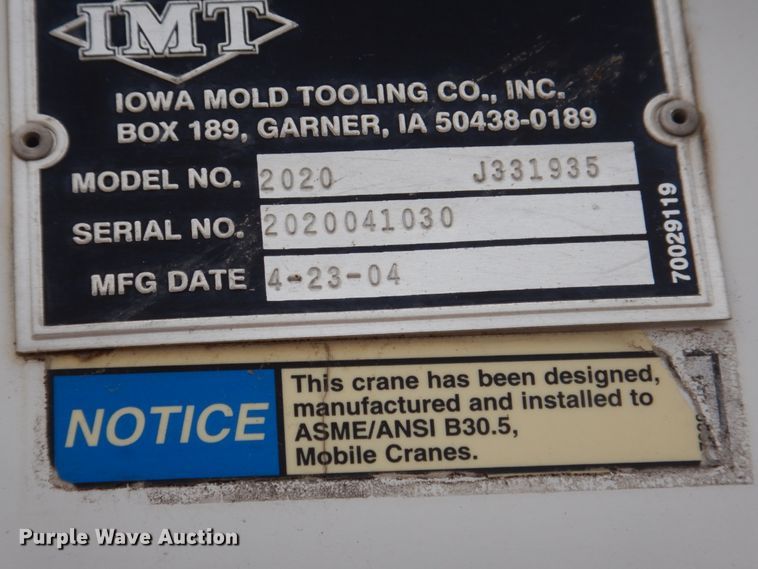 IMT
IOWA MOLD TOOLING CO., INC.
BOX 189, GARNER, IA 50438-0189
MODEL NO. 2020 J331935
SERIAL NO. 2020041030
MFG DATE 4-23-04
70029119
NOTICE
This crane has been designed,
manufactured and installed to
ASME/ANSI B30.5,
Mobile Cranes.
Purple Wave Auction